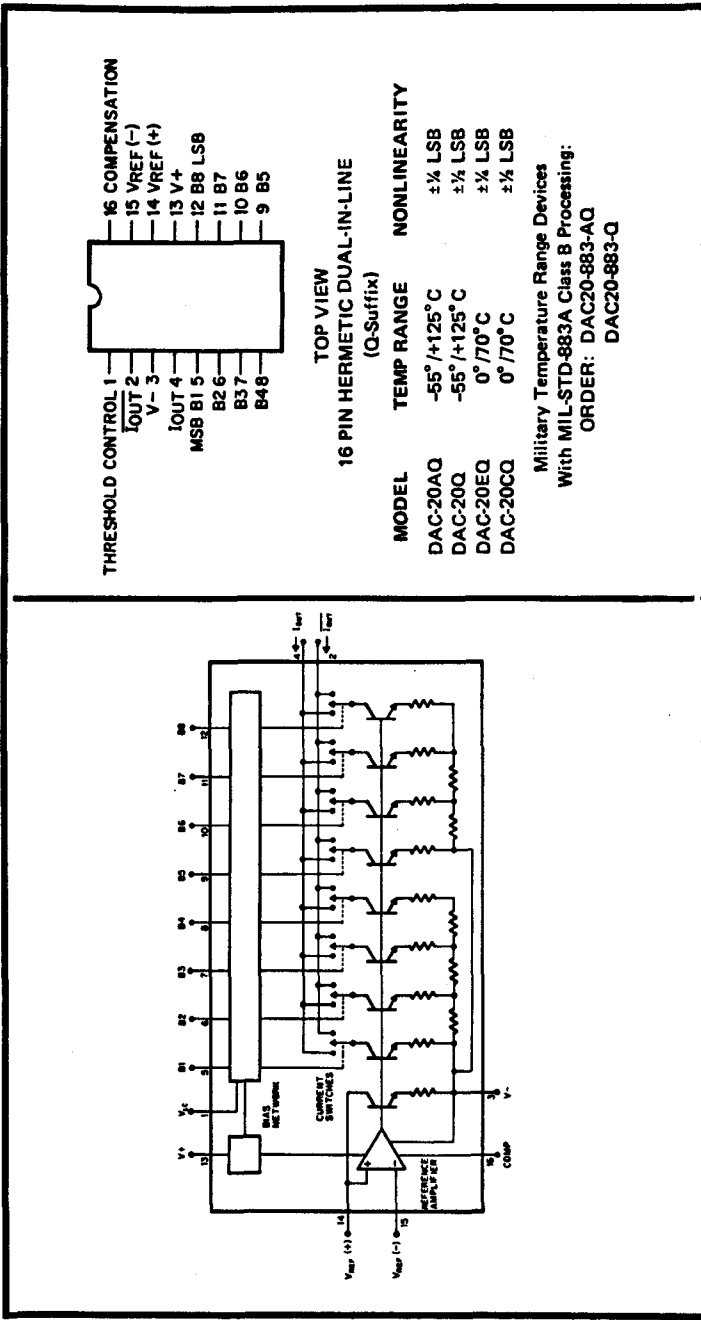 VREF (+) 14
VREF (-) 15
V+
13
VLC
1
B1
5
B2
6
B3
7
B4
8
B5
9
B6
10
B7
11
B8
12
BIAS
NETWORK
CURRENT
SWITCHES
4 IOUT
2 IOUT
+
-
REFERENCE
AMPLIFIER
16
COMP
3
V-
THRESHOLD CONTROL 1
IOUT 2
V- 3
IOUT 4
MSB B1 5
B2 6
B3 7
B4 8
16 COMPENSATION
15 VREF (-)
14 VREF (+)
13 V+
12 B8 LSB
11 B7
10 B6
9 B5
TOP VIEW
16 PIN HERMETIC DUAL-IN-LINE
(Q-Suffix)
MODEL TEMP RANGE NONLINEARITY
DAC-20AQ -55°/+125°C ±¼ LSB
DAC-20Q -55°/+125°C ±½ LSB
DAC-20EQ 0°/70°C ±¼ LSB
DAC-20CQ 0°/70°C ±½ LSB
Military Temperature Range Devices
With MIL-STD-883A Class B Processing:
ORDER: DAC20-883-AQ
DAC20-883-Q